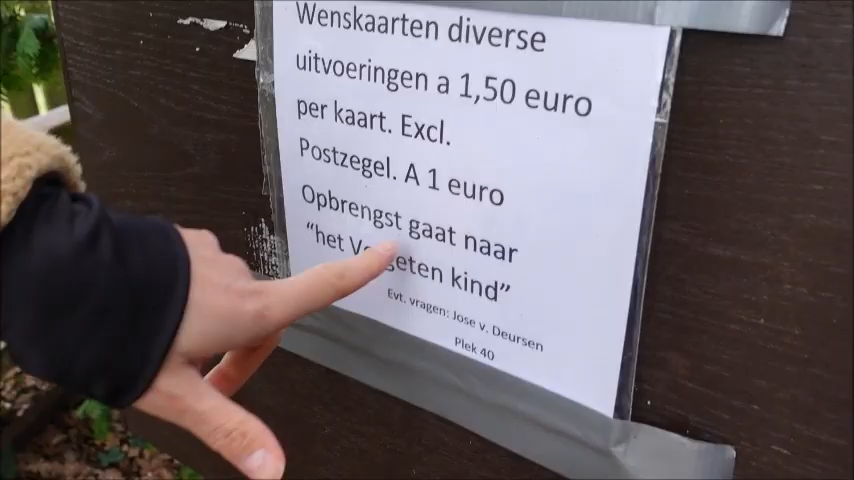 Wenskaarten diverse
uitvoeringen a 1,50 euro
per kaart. Excl.
Postzegel. A 1 euro
Opbrengst gaat naar
"het kind"
Evt. vragen: Jose v. Deursen
Plek 40